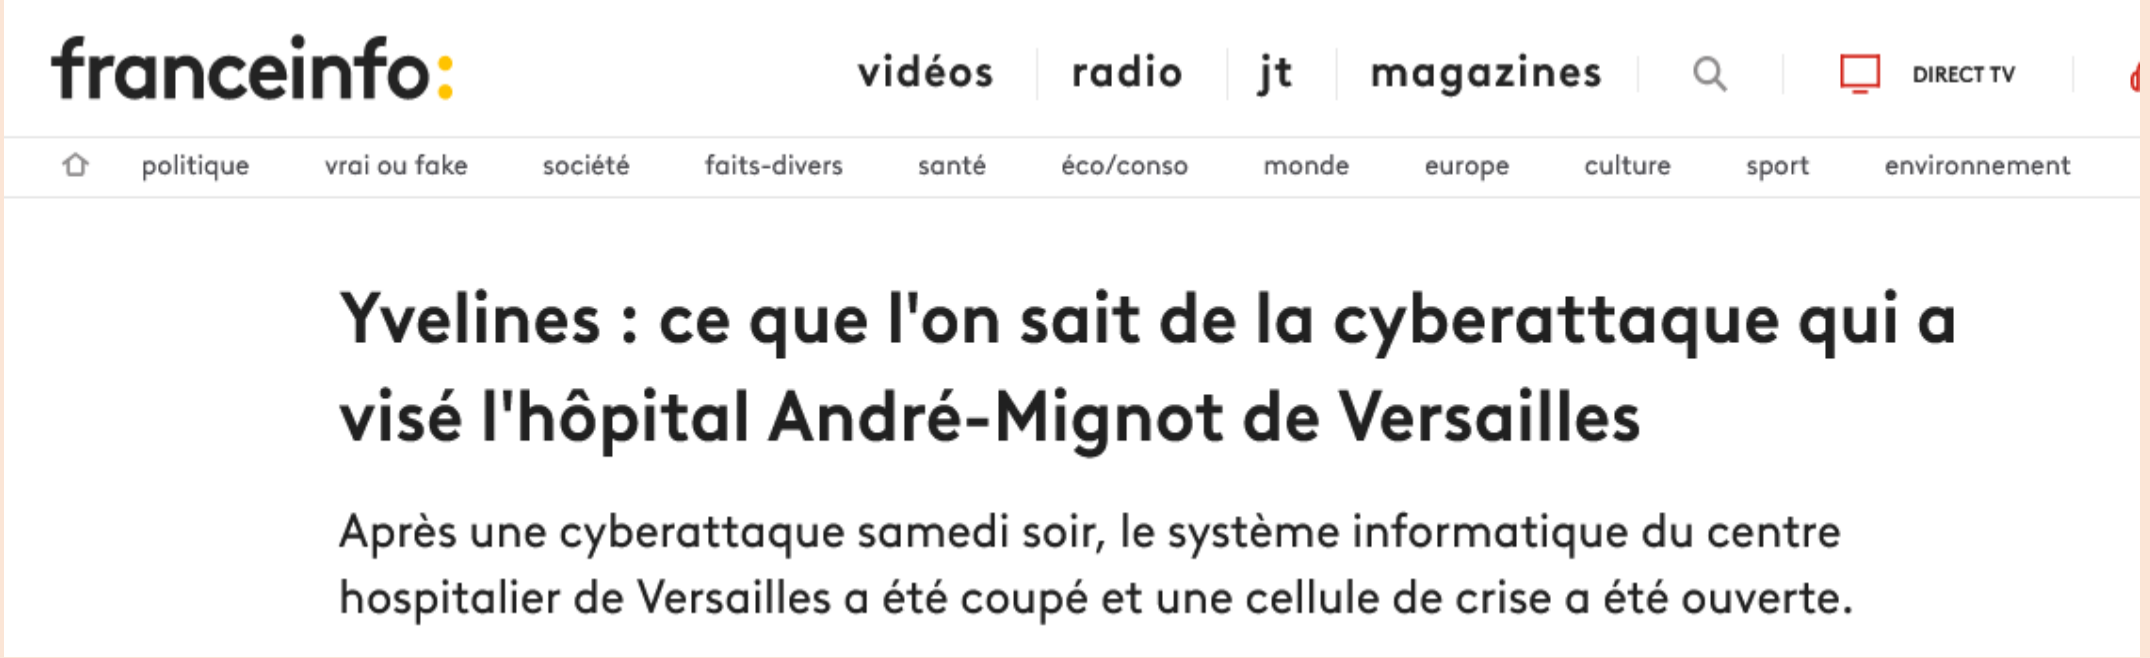 franceinfo:
vidéos radio jt magazines DIRECT TV
politique vrai ou fake société faits-divers santé éco/conso monde europe culture sport environnement
Yvelines : ce que l'on sait de la cyberattaque qui a
visé l'hôpital André-Mignot de Versailles
Après une cyberattaque samedi soir, le système informatique du centre
hospitalier de Versailles a été coupé et une cellule de crise a été ouverte.